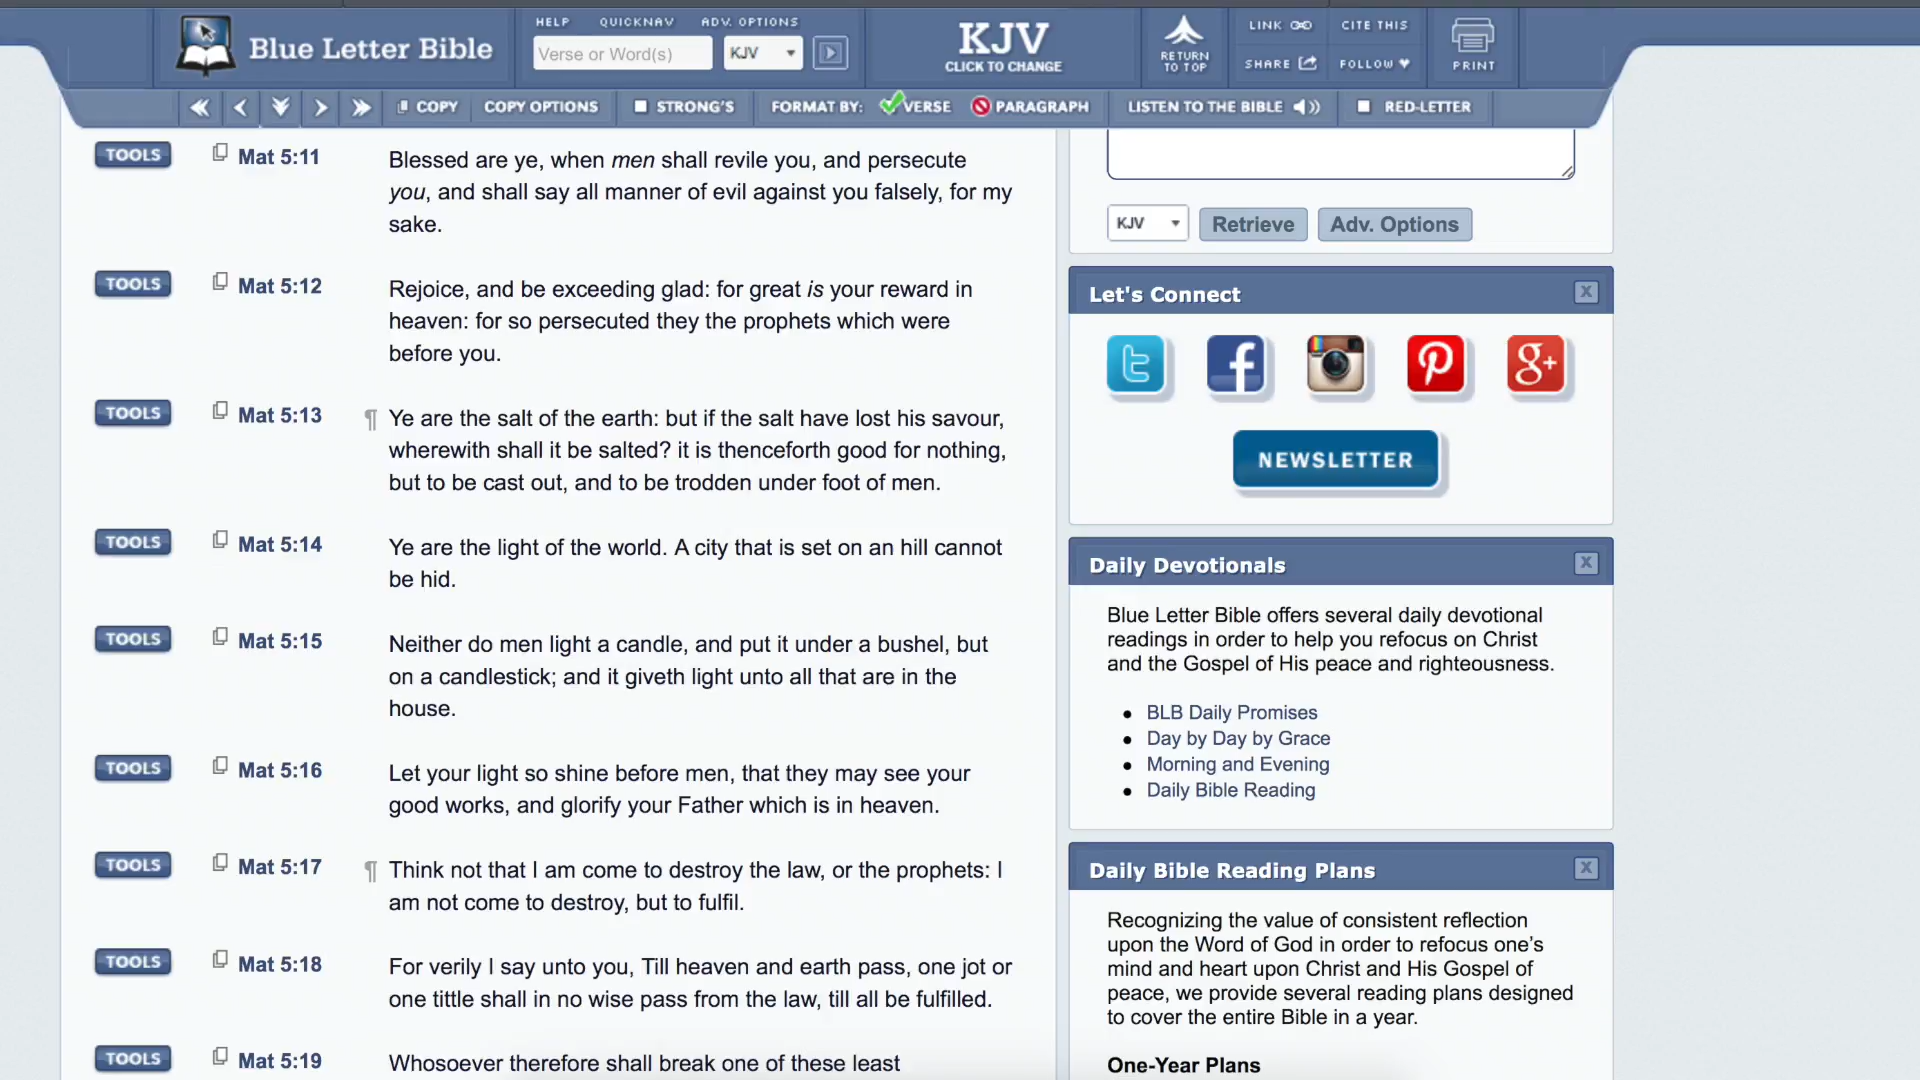 Blue Letter Bible
HELP QUICKNAV ADV. OPTIONS
Verse or Word(s) KJV
KJV
CLICK TO CHANGE
RETURN
TO TOP
LINK CITE THIS
SHARE FOLLOW
PRINT
COPY COPY OPTIONS STRONG'S FORMAT BY: VERSE PARAGRAPH LISTEN TO THE BIBLE RED-LETTER
TOOLS Mat 5:11 Blessed are ye, when men shall revile you, and persecute
you, and shall say all manner of evil against you falsely, for my
sake.
TOOLS Mat 5:12 Rejoice, and be exceeding glad: for great is your reward in
heaven: for so persecuted they the prophets which were
before you.
TOOLS Mat 5:13 ¶ Ye are the salt of the earth: but if the salt have lost his savour,
wherewith shall it be salted? it is thenceforth good for nothing,
but to be cast out, and to be trodden under foot of men.
TOOLS Mat 5:14 Ye are the light of the world. A city that is set on an hill cannot
be hid.
TOOLS Mat 5:15 Neither do men light a candle, and put it under a bushel, but
on a candlestick; and it giveth light unto all that are in the
house.
TOOLS Mat 5:16 Let your light so shine before men, that they may see your
good works, and glorify your Father which is in heaven.
TOOLS Mat 5:17 ¶ Think not that I am come to destroy the law, or the prophets: I
am not come to destroy, but to fulfil.
TOOLS Mat 5:18 For verily I say unto you, Till heaven and earth pass, one jot or
one tittle shall in no wise pass from the law, till all be fulfilled.
TOOLS Mat 5:19 Whosoever therefore shall break one of these least
KJV Retrieve Adv. Options
Let's Connect X
t f P g+
NEWSLETTER
Daily Devotionals X
Blue Letter Bible offers several daily devotional
readings in order to help you refocus on Christ
and the Gospel of His peace and righteousness.
• BLB Daily Promises
• Day by Day by Grace
• Morning and Evening
• Daily Bible Reading
Daily Bible Reading Plans X
Recognizing the value of consistent reflection
upon the Word of God in order to refocus one’s
mind and heart upon Christ and His Gospel of
peace, we provide several reading plans designed
to cover the entire Bible in a year.
One-Year Plans